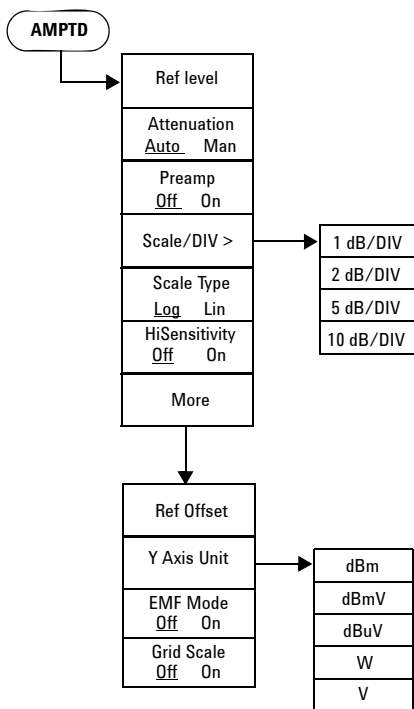 AMPTD
Ref level
Attenuation
Auto Man
Preamp
Off On
Scale/DIV >
Scale Type
Log Lin
HiSensitivity
Off On
More
1 dB/DIV
2 dB/DIV
5 dB/DIV
10 dB/DIV
Ref Offset
Y Axis Unit
EMF Mode
Off On
Grid Scale
Off On
dBm
dBmV
dBuV
W
V